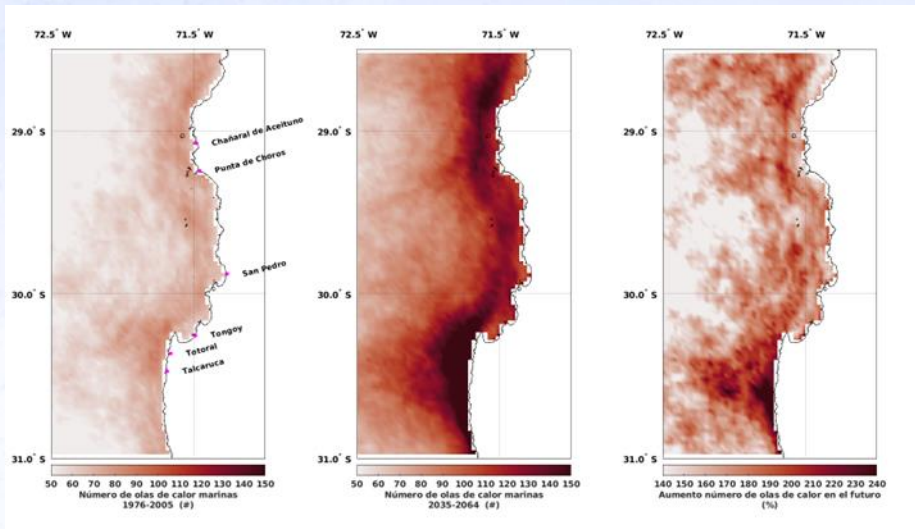 72.5° W
71.5° W
72.5° W
71.5° W
72.5° W
71.5° W
29.0° S
30.0° S
31.0° S
Chañaral de Aceituno
Punta de Choros
San Pedro
Tongoy
Totoral
Talcaruca
29.0° S
30.0° S
31.0° S
29.0° S
30.0° S
31.0° S
50 60 70 80 90 100 110 120 130 140 150
Número de olas de calor marinas
1976-2005 (#)
50 60 70 80 90 100 110 120 130 140 150
Número de olas de calor marinas
2035-2064 (#)
140 150 160 170 180 190 200 210 220 230 240
Aumento número de olas de calor en el futuro
(%)